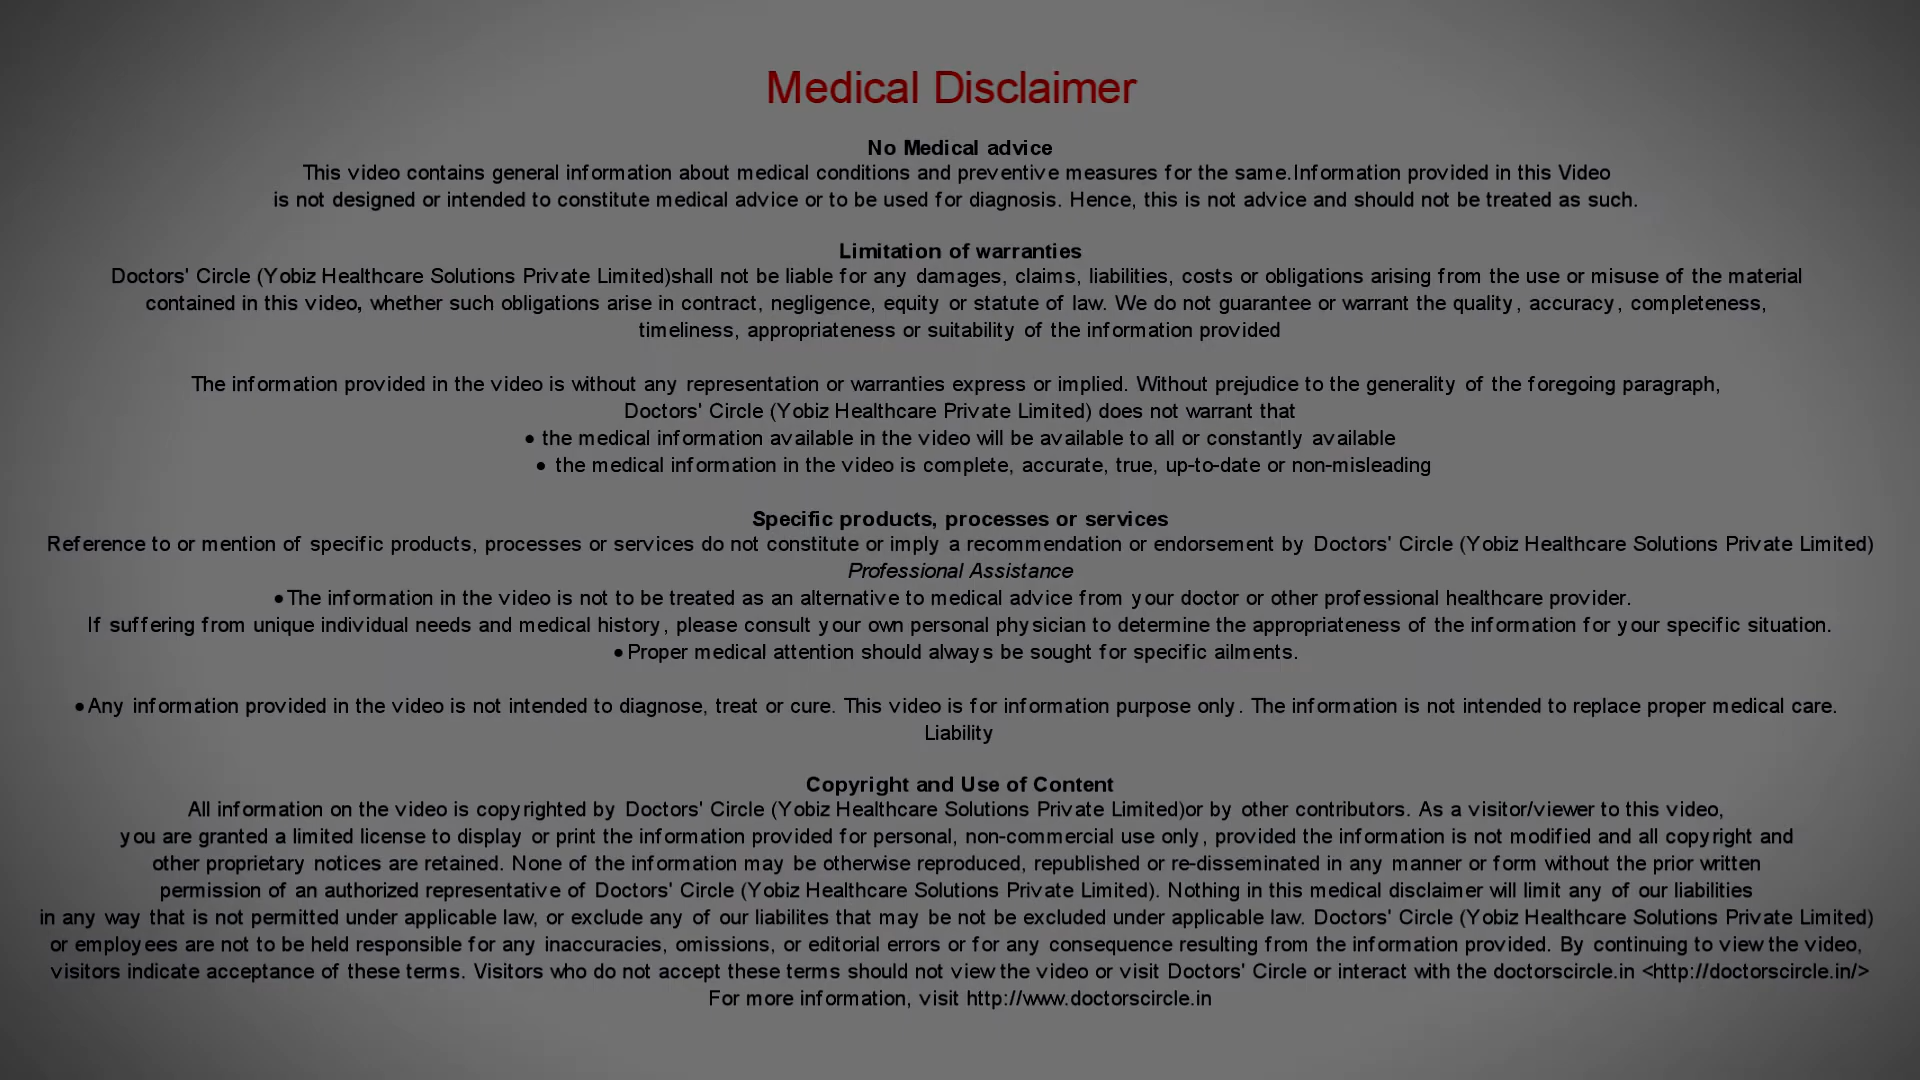 Medical Disclaimer
No Medical advice
This video contains general information about medical conditions and preventive measures for the same.Information provided in this Video
is not designed or intended to constitute medical advice or to be used for diagnosis. Hence, this is not advice and should not be treated as such.
Limitation of warranties
Doctors' Circle (Yobiz Healthcare Solutions Private Limited)shall not be liable for any damages, claims, liabilities, costs or obligations arising from the use or misuse of the material
contained in this video, whether such obligations arise in contract, negligence, equity or statute of law. We do not guarantee or warrant the quality, accuracy, completeness,
timeliness, appropriateness or suitability of the information provided
The information provided in the video is without any representation or warranties express or implied. Without prejudice to the generality of the foregoing paragraph,
Doctors' Circle (Yobiz Healthcare Private Limited) does not warrant that
● the medical information available in the video will be available to all or constantly available
● the medical information in the video is complete, accurate, true, up-to-date or non-misleading
Specific products, processes or services
Reference to or mention of specific products, processes or services do not constitute or imply a recommendation or endorsement by Doctors' Circle (Yobiz Healthcare Solutions Private Limited)
Professional Assistance
●The information in the video is not to be treated as an alternative to medical advice from your doctor or other professional healthcare provider.
If suffering from unique individual needs and medical history, please consult your own personal physician to determine the appropriateness of the information for your specific situation.
●Proper medical attention should always be sought for specific ailments.
●Any information provided in the video is not intended to diagnose, treat or cure. This video is for information purpose only. The information is not intended to replace proper medical care.
Liability
Copyright and Use of Content
All information on the video is copyrighted by Doctors' Circle (Yobiz Healthcare Solutions Private Limited)or by other contributors. As a visitor/viewer to this video,
you are granted a limited license to display or print the information provided for personal, non-commercial use only, provided the information is not modified and all copyright and
other proprietary notices are retained. None of the information may be otherwise reproduced, republished or re-disseminated in any manner or form without the prior written
permission of an authorized representative of Doctors' Circle (Yobiz Healthcare Solutions Private Limited). Nothing in this medical disclaimer will limit any of our liabilities
in any way that is not permitted under applicable law, or exclude any of our liabilites that may be not be excluded under applicable law. Doctors' Circle (Yobiz Healthcare Solutions Private Limited)
or employees are not to be held responsible for any inaccuracies, omissions, or editorial errors or for any consequence resulting from the information provided. By continuing to view the video,
visitors indicate acceptance of these terms. Visitors who do not accept these terms should not view the video or visit Doctors' Circle or interact with the doctorscircle.in <http://doctorscircle.in/>
For more information, visit http://www.doctorscircle.in